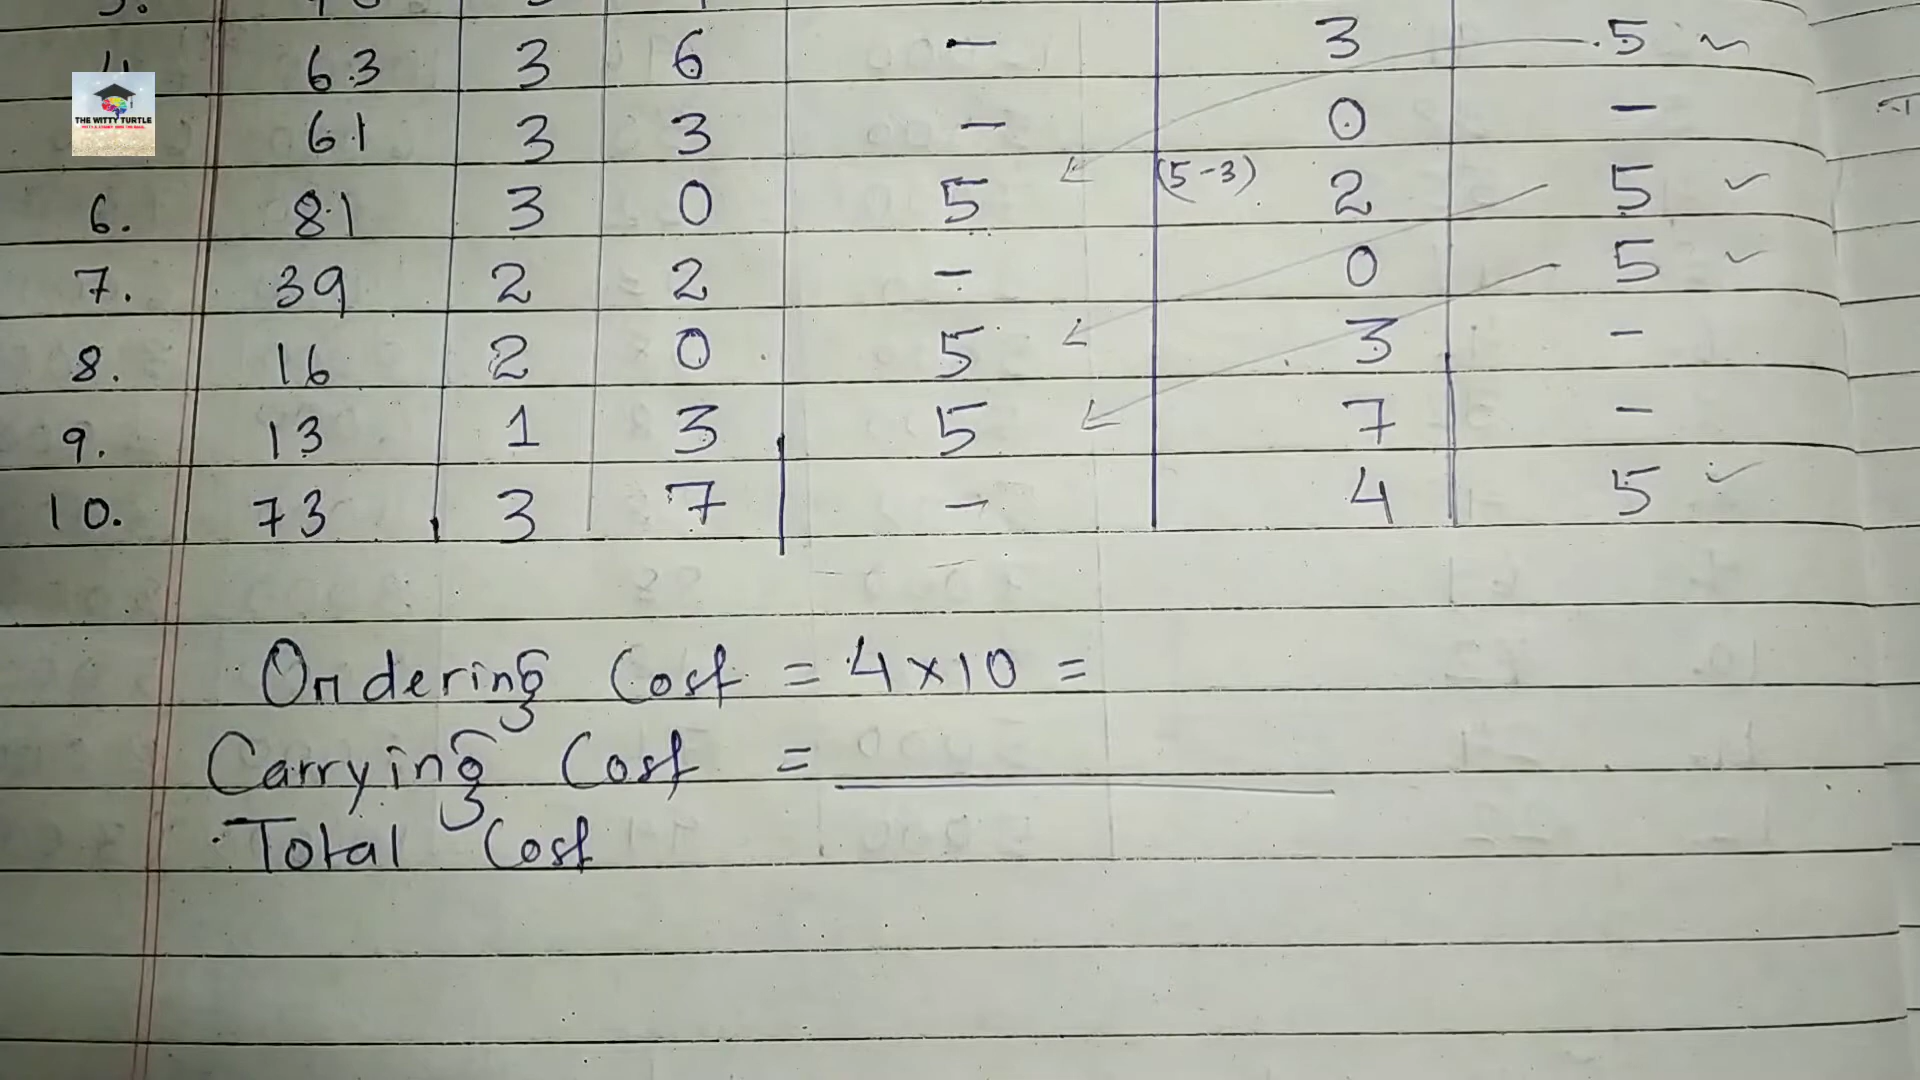 63 3 6 - 3 5
61 3 3 - 0 -
6. 81 3 0 5 (5-3) 2 5
7. 39 2 2 - 0 5
8. 16 2 0 5 3 -
9. 13 1 3 5 7 -
10. 73 3 7 - 4 5
Ordering Cost = 4×10 =
Carrying Cost =
Total Cost
THE WITTY TURTLE